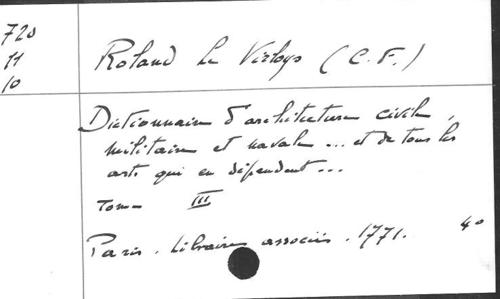 720
11
10
Roland Le Virloys (C. F.)
Dictionnaire d'architecture civile,
militaire et navale ... et de tous les
arts qui en dépendent ...
Tome III
Paris. Libraires associés. 1771. 4o